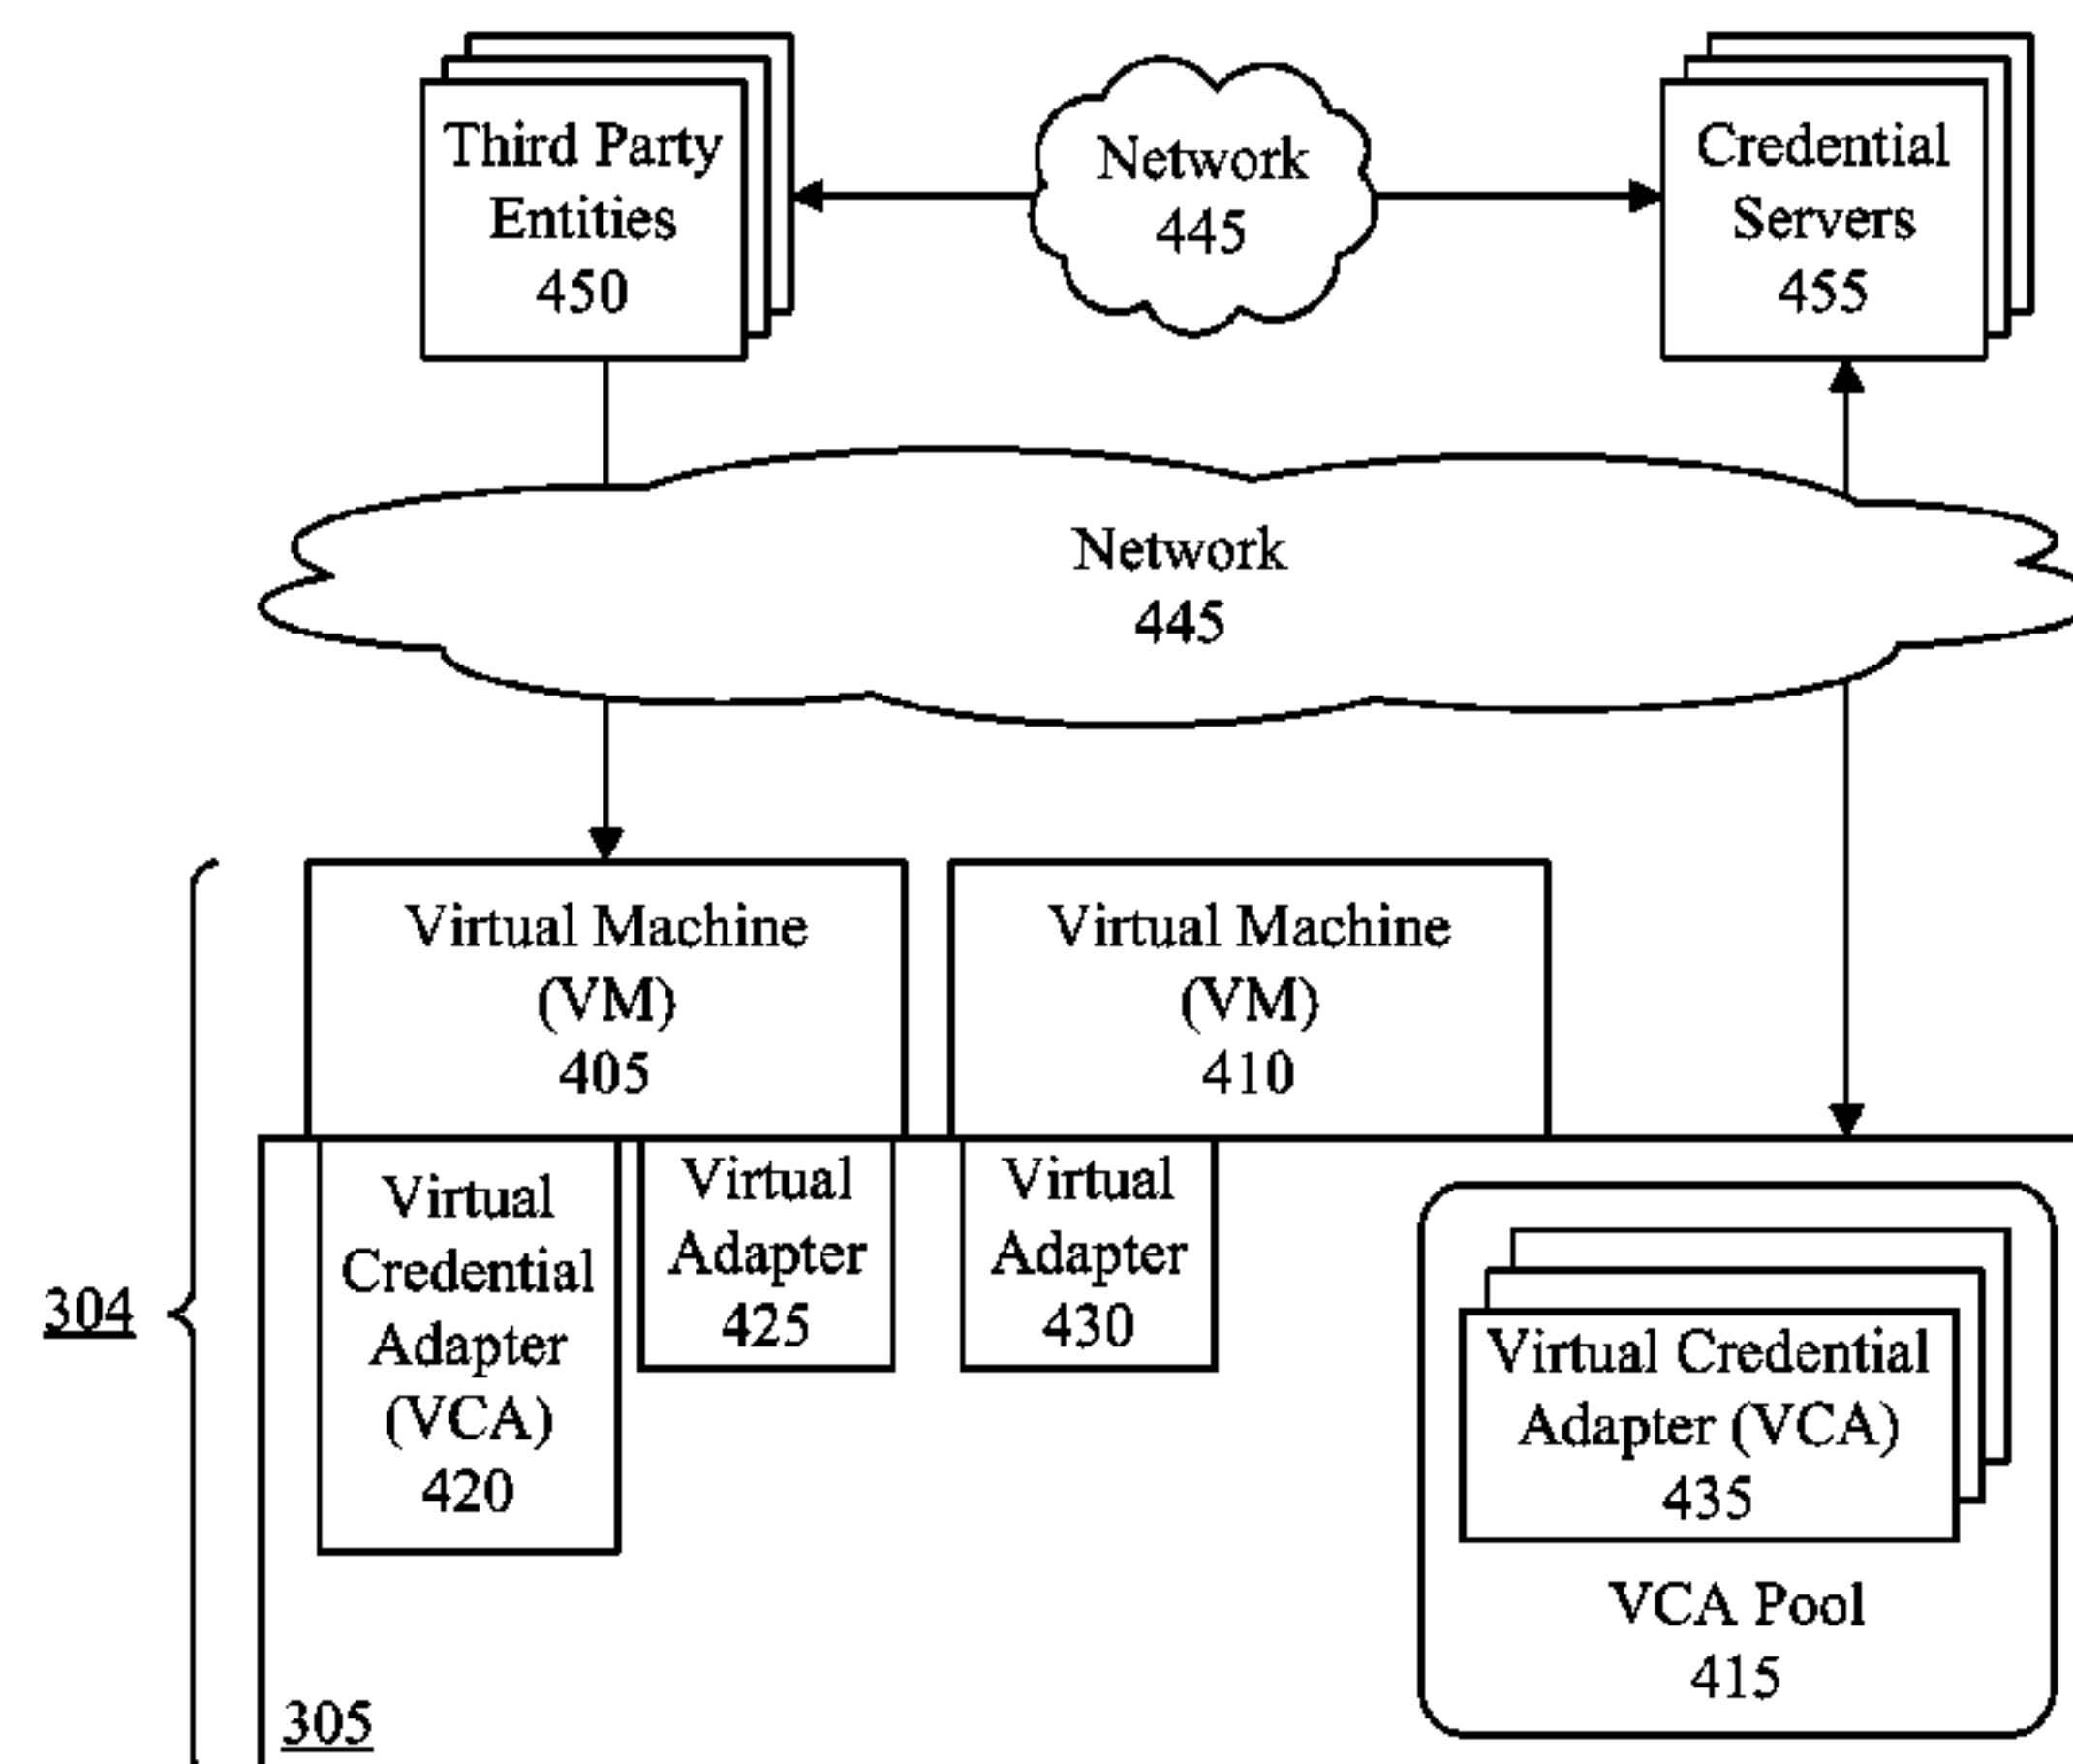 Third Party
Entities
450
Network
445
Credential
Servers
455
Network
445
Virtual Machine
(VM)
405
Virtual Machine
(VM)
410
304
Virtual
Credential
Adapter
(VCA)
420
Virtual
Adapter
425
Virtual
Adapter
430
Virtual Credential
Adapter (VCA)
435
VCA Pool
415
305